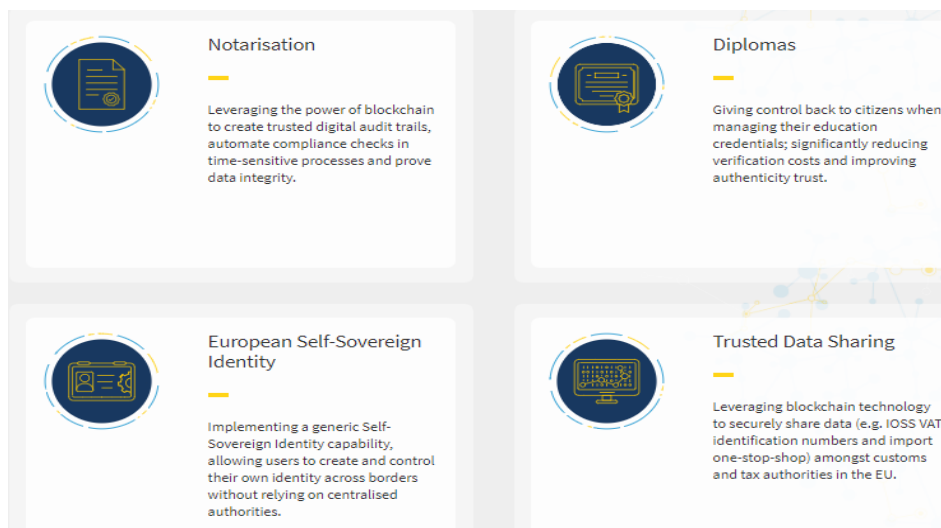 Notarisation
Leveraging the power of blockchain
to create trusted digital audit trails,
automate compliance checks in
time-sensitive processes and prove
data integrity.
Diplomas
Giving control back to citizens when
managing their education
credentials; significantly reducing
verification costs and improving
authenticity trust.
European Self-Sovereign
Identity
Implementing a generic Self-
Sovereign Identity capability,
allowing users to create and control
their own identity across borders
without relying on centralised
authorities.
Trusted Data Sharing
Leveraging blockchain technology
to securely share data (e.g. IOSS VAT
identification numbers and import
one-stop-shop) amongst customs
and tax authorities in the EU.